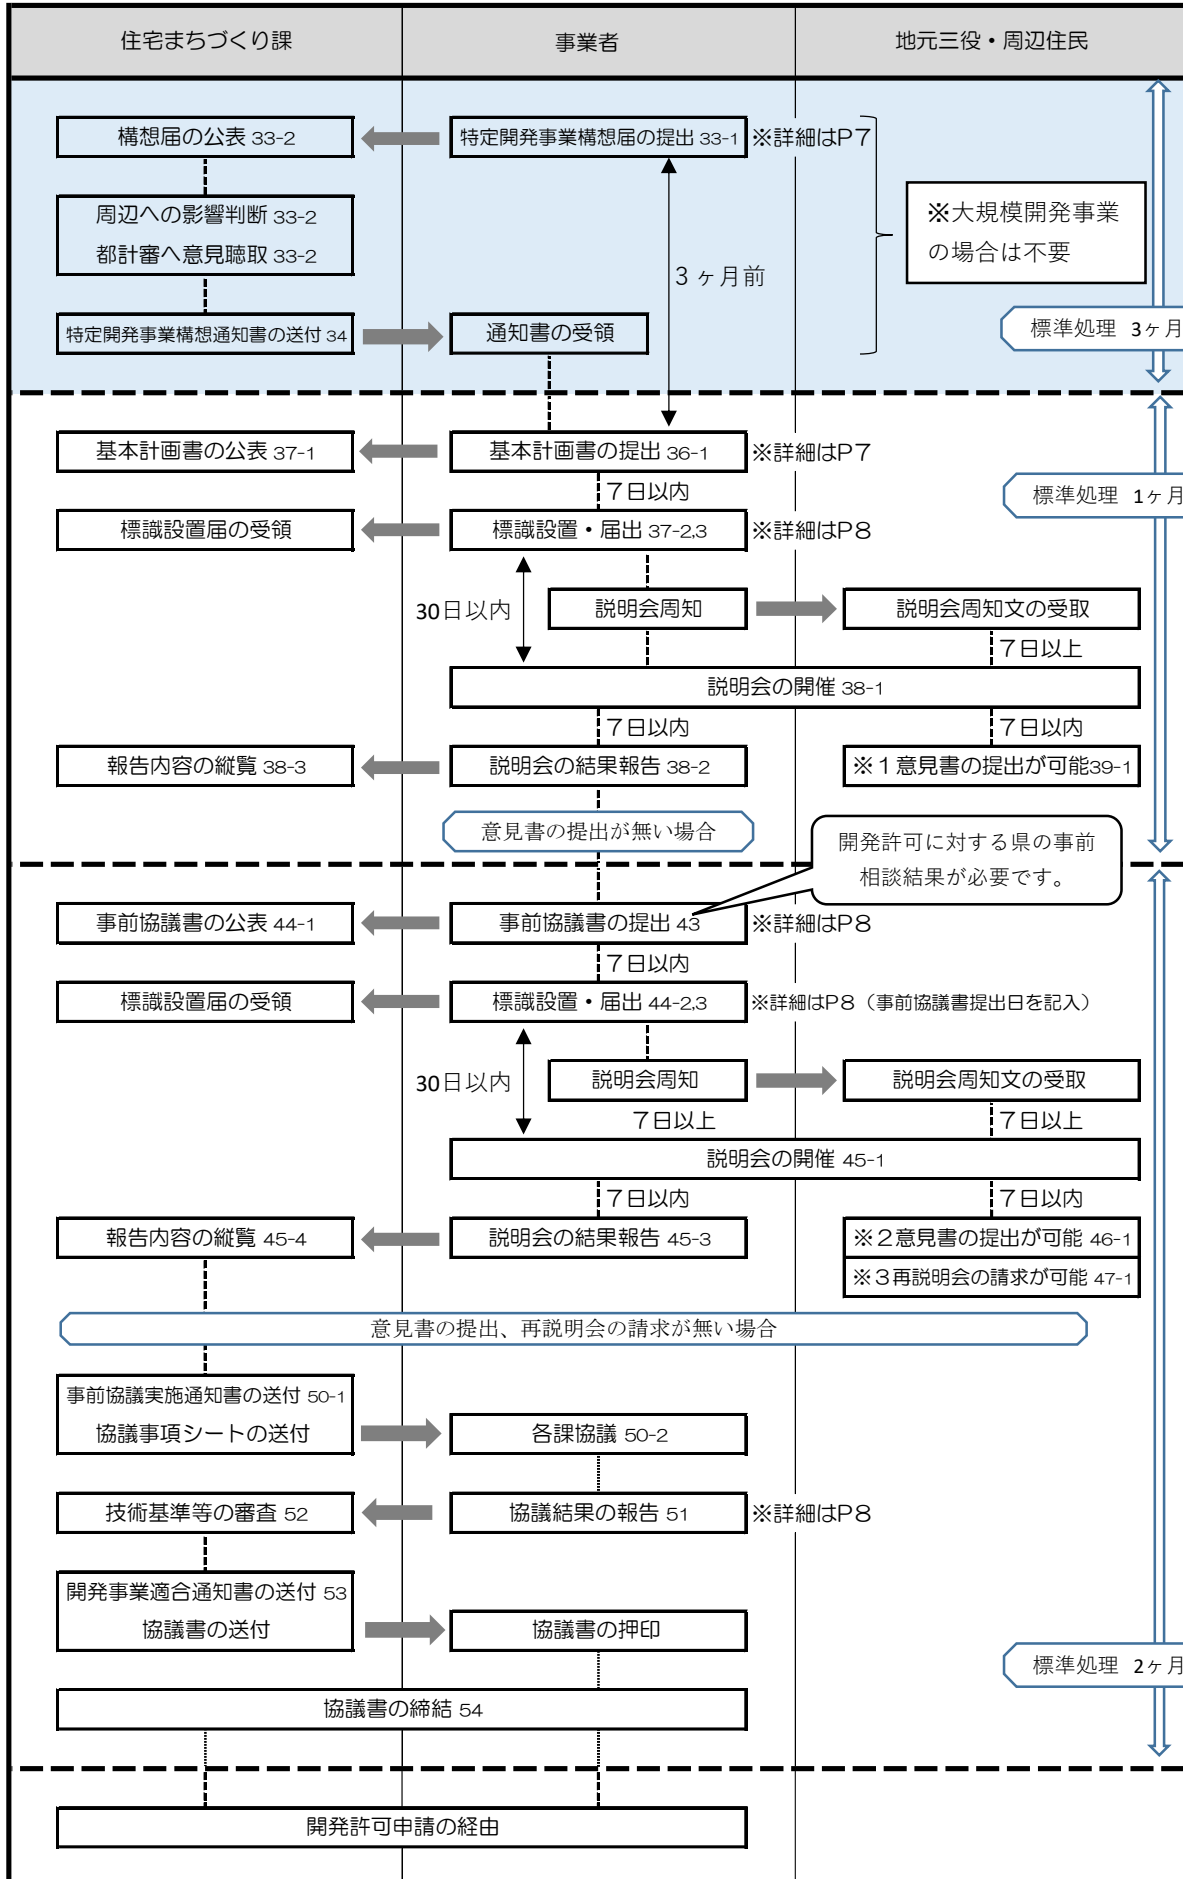 住宅まちづくり課
事業者
地元三役・周辺住民
構想届の公表 33-2
特定開発事業構想届の提出 33-1
※詳細はP7
周辺への影響判断 33-2
都計審へ意見聴取 33-2
※大規模開発事業
の場合は不要
3ヶ月前
特定開発事業構想通知書の送付 34
通知書の受領
標準処理 3ヶ月
基本計画書の公表 37-1
基本計画書の提出 36-1
※詳細はP7
7日以内
標準処理 1ヶ月
標識設置届の受領
標識設置・届出 37-2,3
※詳細はP8
30日以内
説明会周知
説明会周知文の受取
7日以上
説明会の開催 38-1
7日以内
7日以内
報告内容の縦覧 38-3
説明会の結果報告 38-2
※1意見書の提出が可能39-1
意見書の提出が無い場合
開発許可に対する県の事前
相談結果が必要です。
事前協議書の公表 44-1
事前協議書の提出 43
※詳細はP8
7日以内
標識設置届の受領
標識設置・届出 44-2,3
※詳細はP8（事前協議書提出日を記入）
30日以内
説明会周知
説明会周知文の受取
7日以上
7日以上
説明会の開催 45-1
7日以内
7日以内
報告内容の縦覧 45-4
説明会の結果報告 45-3
※2意見書の提出が可能 46-1
※3再説明会の請求が可能 47-1
意見書の提出、再説明会の請求が無い場合
事前協議実施通知書の送付 50-1
協議事項シートの送付
各課協議 50-2
技術基準等の審査 52
協議結果の報告 51
※詳細はP8
開発事業適合通知書の送付 53
協議書の送付
協議書の押印
標準処理 2ヶ月
協議書の締結 54
開発許可申請の経由